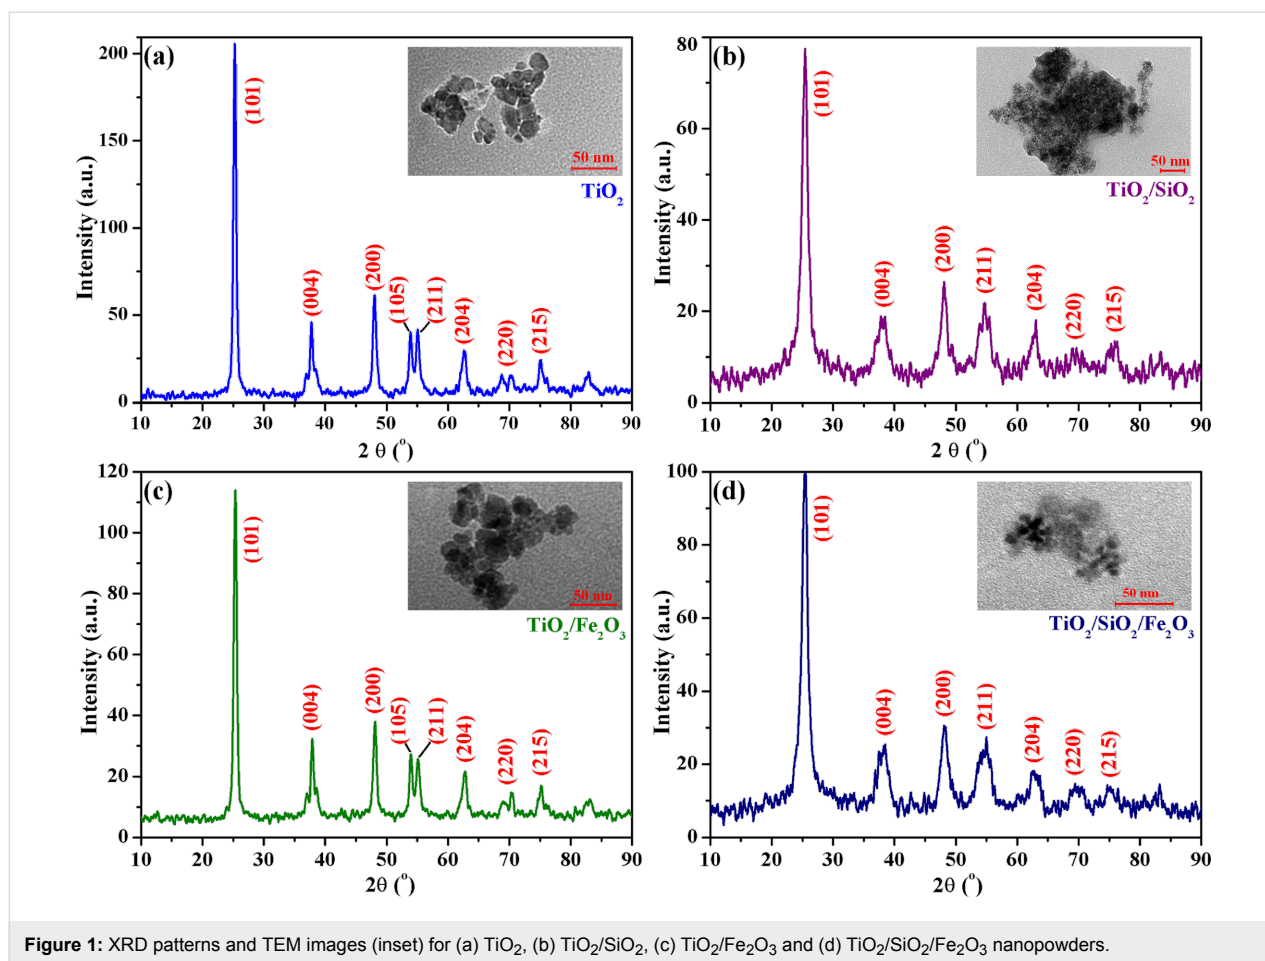 (a)
200
150
100
50
0
Intensity (a.u.)
(101)
(004)
(200)
(105)
(211)
(204)
(220)
(215)
50 nm
TiO₂
10 20 30 40 50 60 70 80 90
2 θ (°)
(b)
80
60
40
20
0
Intensity (a.u.)
(101)
(004)
(200)
(211)
(204)
(220)
(215)
50 nm
TiO₂/SiO₂
10 20 30 40 50 60 70 80 90
2 θ (°)
(c)
120
100
80
60
40
20
0
Intensity (a.u.)
(101)
(004)
(200)
(105)
(211)
(204)
(220)
(215)
50 nm
TiO₂/Fe₂O₃
10 20 30 40 50 60 70 80 90
2θ (°)
(d)
100
80
60
40
20
0
Intensity (a.u.)
(101)
(004)
(200)
(211)
(204)
(220)
(215)
50 nm
TiO₂/SiO₂/Fe₂O₃
10 20 30 40 50 60 70 80 90
2θ (°)
Figure 1: XRD patterns and TEM images (inset) for (a) TiO₂, (b) TiO₂/SiO₂, (c) TiO₂/Fe₂O₃ and (d) TiO₂/SiO₂/Fe₂O₃ nanopowders.